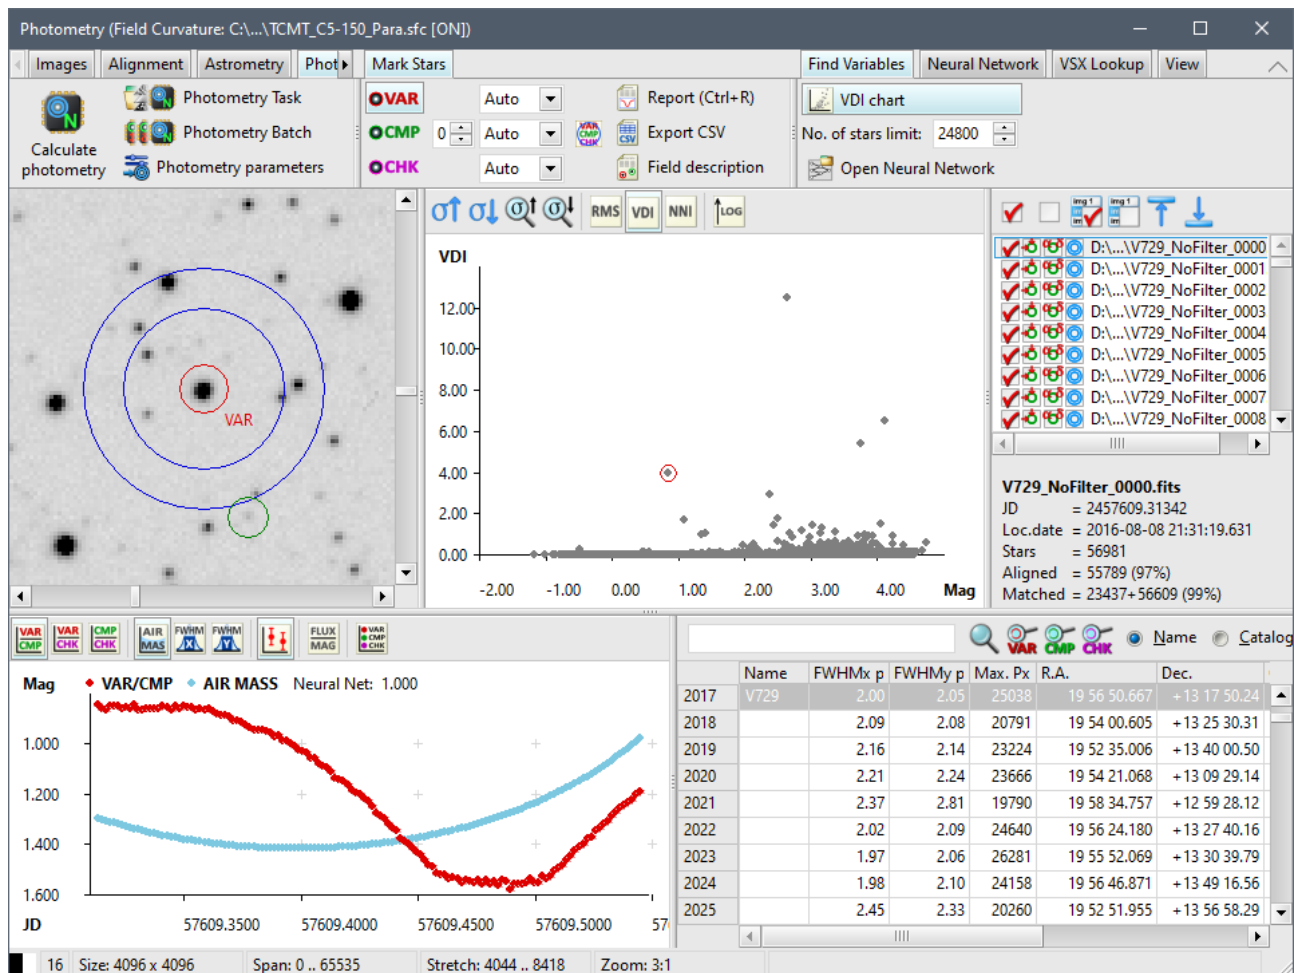 Photometry (Field Curvature: C:\...\TCMT_C5-150_Para.sfc [ON])
Images Alignment Astrometry Phot Mark Stars Find Variables Neural Network VSX Lookup View
Calculate photometry
Photometry Task
Photometry Batch
Photometry parameters
VAR Auto
CMP 0 Auto
CHK Auto
VAR CMP CHK
Report (Ctrl+R)
CSV Export CSV
Field description
VDI chart
No. of stars limit: 24800
Open Neural Network
VAR
RMS VDI NNI LOG
VDI
12.00
10.00
8.00
6.00
4.00
2.00
0.00
-2.00 -1.00 0.00 1.00 2.00 3.00 4.00 Mag
img 1 img 1
D:\...\V729_NoFilter_0000
D:\...\V729_NoFilter_0001
D:\...\V729_NoFilter_0002
D:\...\V729_NoFilter_0003
D:\...\V729_NoFilter_0004
D:\...\V729_NoFilter_0005
D:\...\V729_NoFilter_0006
D:\...\V729_NoFilter_0007
D:\...\V729_NoFilter_0008
V729_NoFilter_0000.fits
JD = 2457609.31342
Loc.date = 2016-08-08 21:31:19.631
Stars = 56981
Aligned = 55789 (97%)
Matched = 23437+56609 (99%)
VAR CMP VAR CHK CMP CHK AIR MAS FWHM X FWHM Y FLUX MAG VAR CMP CHK
Mag VAR/CMP AIR MASS Neural Net: 1.000
1.000
1.200
1.400
1.600
JD 57609.3500 57609.4000 57609.4500 57609.5000 57
VAR CMP CHK Name Catalog
Name FWHMx p FWHMy p Max. Px R.A. Dec.
2017 V729 2.00 2.05 25038 19 56 50.667 +13 17 50.24
2018 2.09 2.08 20791 19 54 00.605 +13 25 30.31
2019 2.16 2.14 23224 19 52 35.006 +13 40 00.50
2020 2.21 2.24 23666 19 54 21.068 +13 09 29.14
2021 2.37 2.81 19790 19 58 34.757 +12 59 28.12
2022 2.02 2.09 24640 19 56 24.180 +13 27 40.16
2023 1.97 2.06 26281 19 55 52.069 +13 30 39.79
2024 1.98 2.10 24158 19 56 46.871 +13 49 16.56
2025 2.45 2.33 20260 19 52 51.955 +13 56 58.29
16 Size: 4096 x 4096 Span: 0 .. 65535 Stretch: 4044 .. 8418 Zoom: 3:1